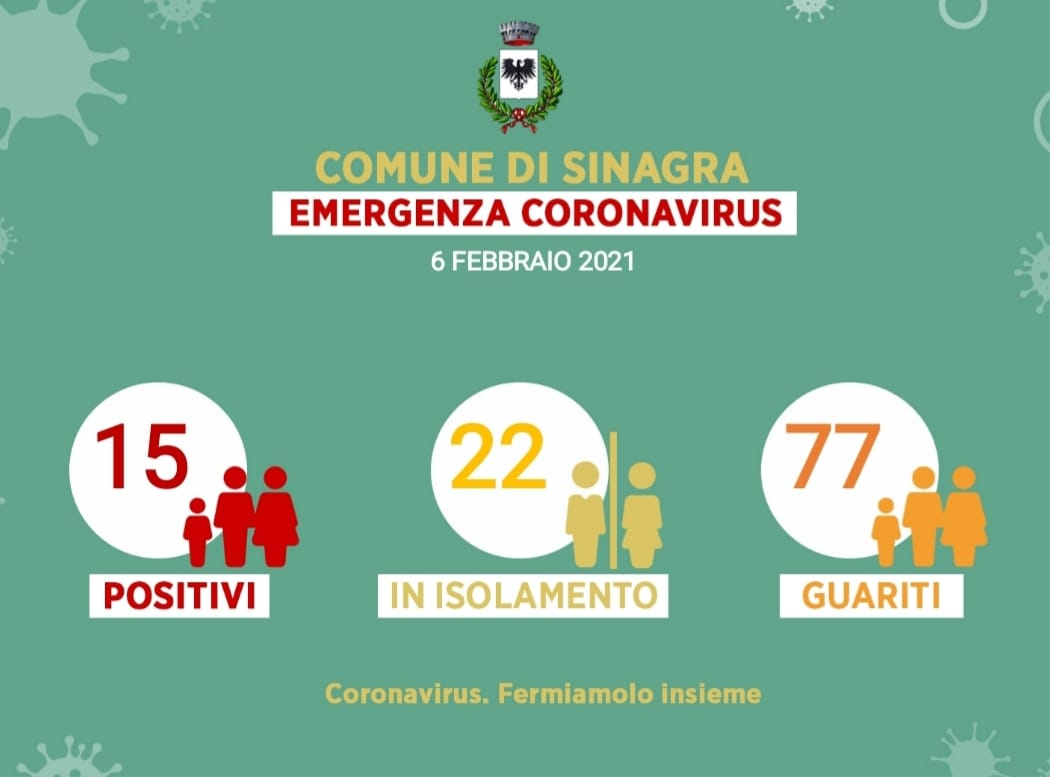 COMUNE DI SINAGRA
EMERGENZA CORONAVIRUS
6 FEBBRAIO 2021
15
22
77
POSITIVI
IN ISOLAMENTO
GUARITI
Coronavirus. Fermiamolo insieme